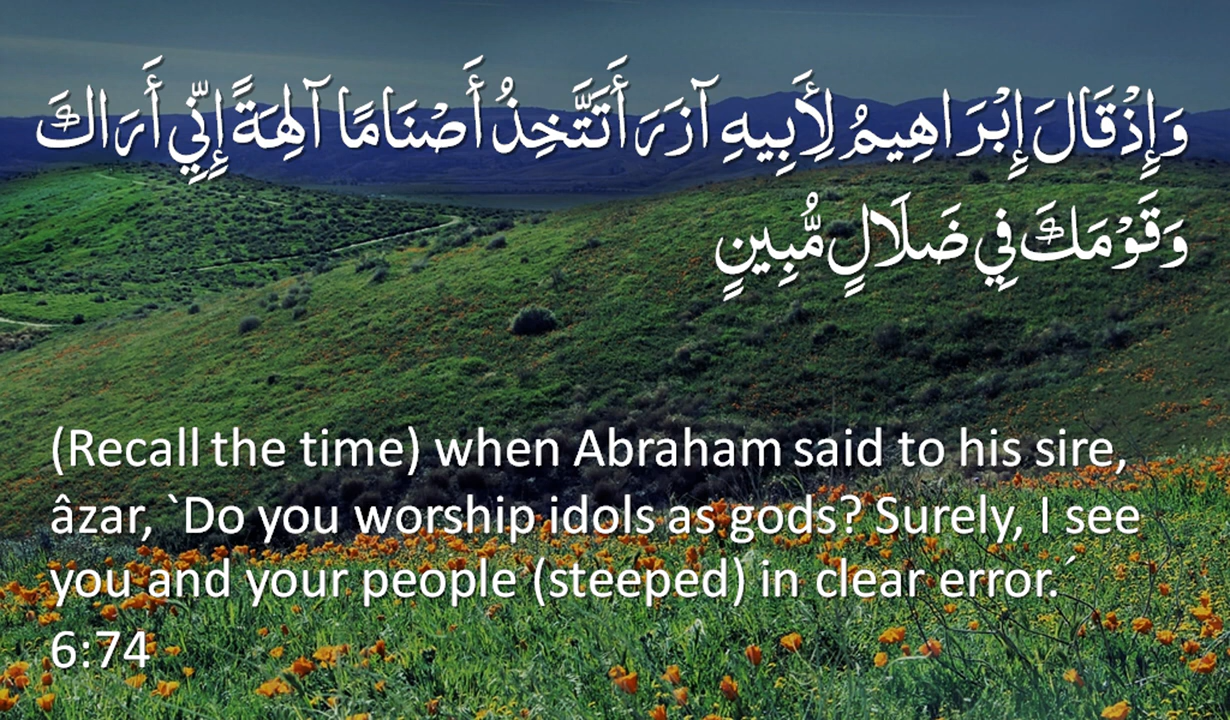 وَإِذْ قَالَ إِبْرَاهِيمُ لِأَبِيهِ آزَرَ أَتَتَّخِذُ أَصْنَامًا آلِهَةً إِنِّي أَرَاكَ
وَقَوْمَكَ فِي ضَلَالٍ مُّبِينٍ
(Recall the time) when Abraham said to his sire,
âzar, `Do you worship idols as gods? Surely, I see
you and your people (steeped) in clear error.´
6:74